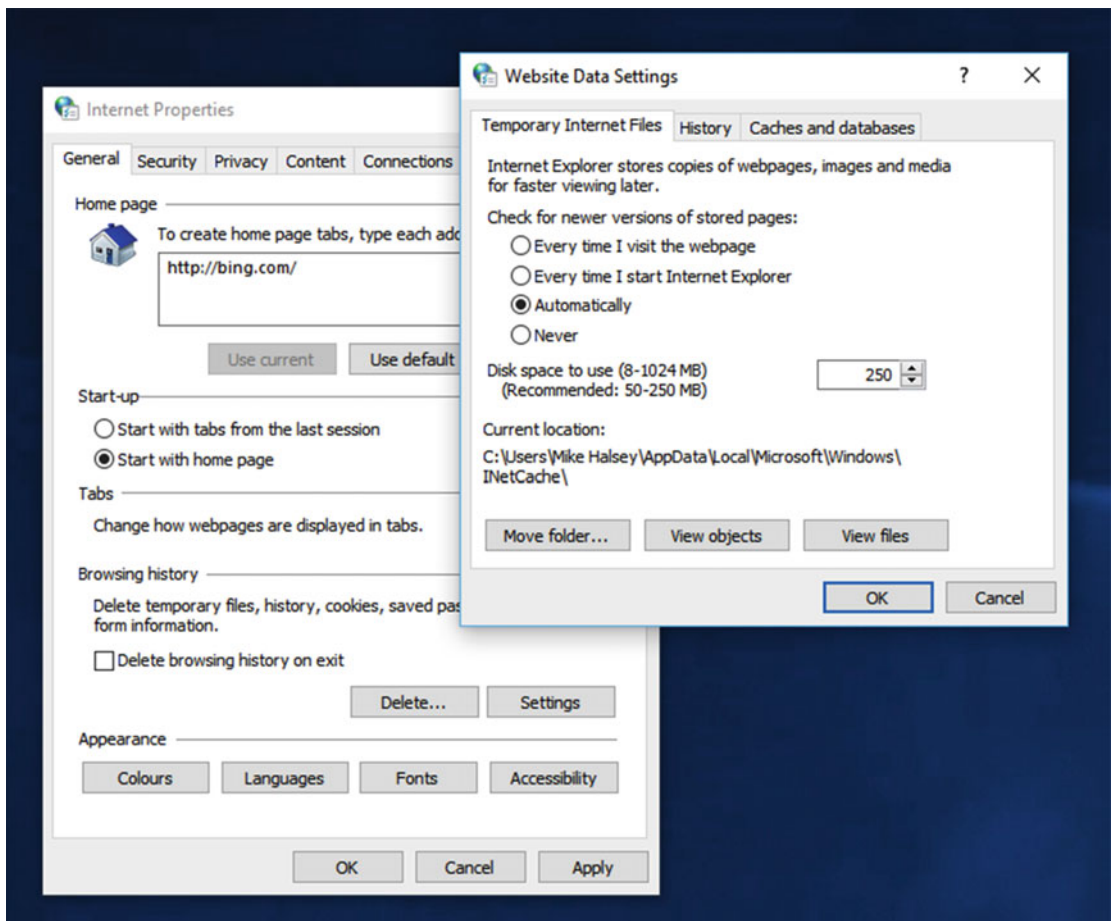 Internet Properties
General Security Privacy Content Connections
Home page
To create home page tabs, type each
http://bing.com/
Use current Use default
Start-up
Start with tabs from the last session
Start with home page
Tabs
Change how webpages are displayed in tabs.
Browsing history
Delete temporary files, history, cookies, saved
form information.
Delete browsing history on exit
Delete... Settings
Appearance
Colours Languages Fonts Accessibility
OK Cancel Apply
Website Data Settings ?
Temporary Internet Files History Caches and databases
Internet Explorer stores copies of webpages, images and media
for faster viewing later.
Check for newer versions of stored pages:
Every time I visit the webpage
Every time I start Internet Explorer
Automatically
Never
Disk space to use (8-1024 MB) 250
(Recommended: 50-250 MB)
Current location:
C:\Users\Mike Halsey\AppData\Local\Microsoft\Windows\
INetCache\
Move folder... View objects View files
OK Cancel